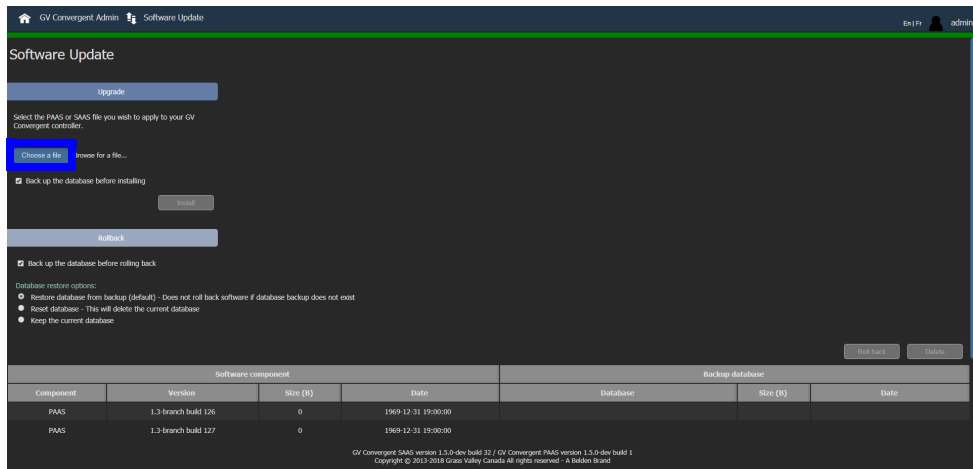 GV Convergent Admin Software Update
En | Fr admin
Software Update
Upgrade
Select the PAAS or SAAS file you wish to apply to your GV
Convergent controller.
Choose a file Browse for a file...
Back up the database before installing
Install
Rollback
Back up the database before rolling back
Database restore options:
Restore database from backup (default) - Does not roll back software if database backup does not exist
Reset database - This will delete the current database
Keep the current database
Roll back Delete
Software component Backup database
Component Version Size (B) Date Database Size (B) Date
PAAS 1.3-branch build 126 0 1969-12-31 19:00:00
PAAS 1.3-branch build 127 0 1969-12-31 19:00:00
GV Convergent SAAS version 1.5.0-dev build 32 / GV Convergent PAAS version 1.5.0-dev build 1
Copyright © 2013-2018 Grass Valley Canada All rights reserved - A Belden Brand